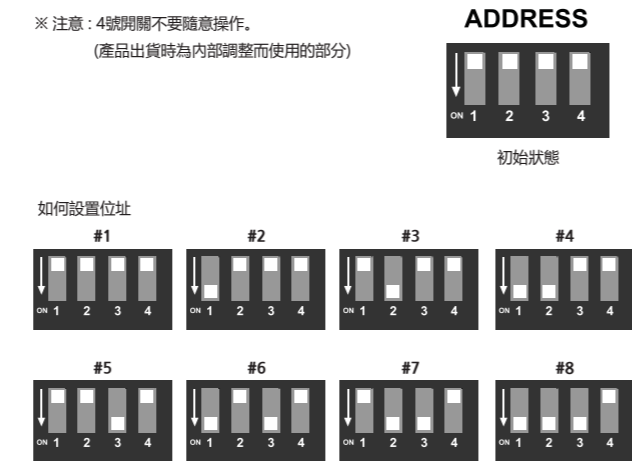 ※ 注意 : 4號開關不要隨意操作。
(產品出貨時為內部調整而使用的部分)
ADDRESS
ON 1 2 3 4
初始狀態
如何設置位址
#1 #2 #3 #4
ON 1 2 3 4 ON 1 2 3 4 ON 1 2 3 4 ON 1 2 3 4
#5 #6 #7 #8
ON 1 2 3 4 ON 1 2 3 4 ON 1 2 3 4 ON 1 2 3 4